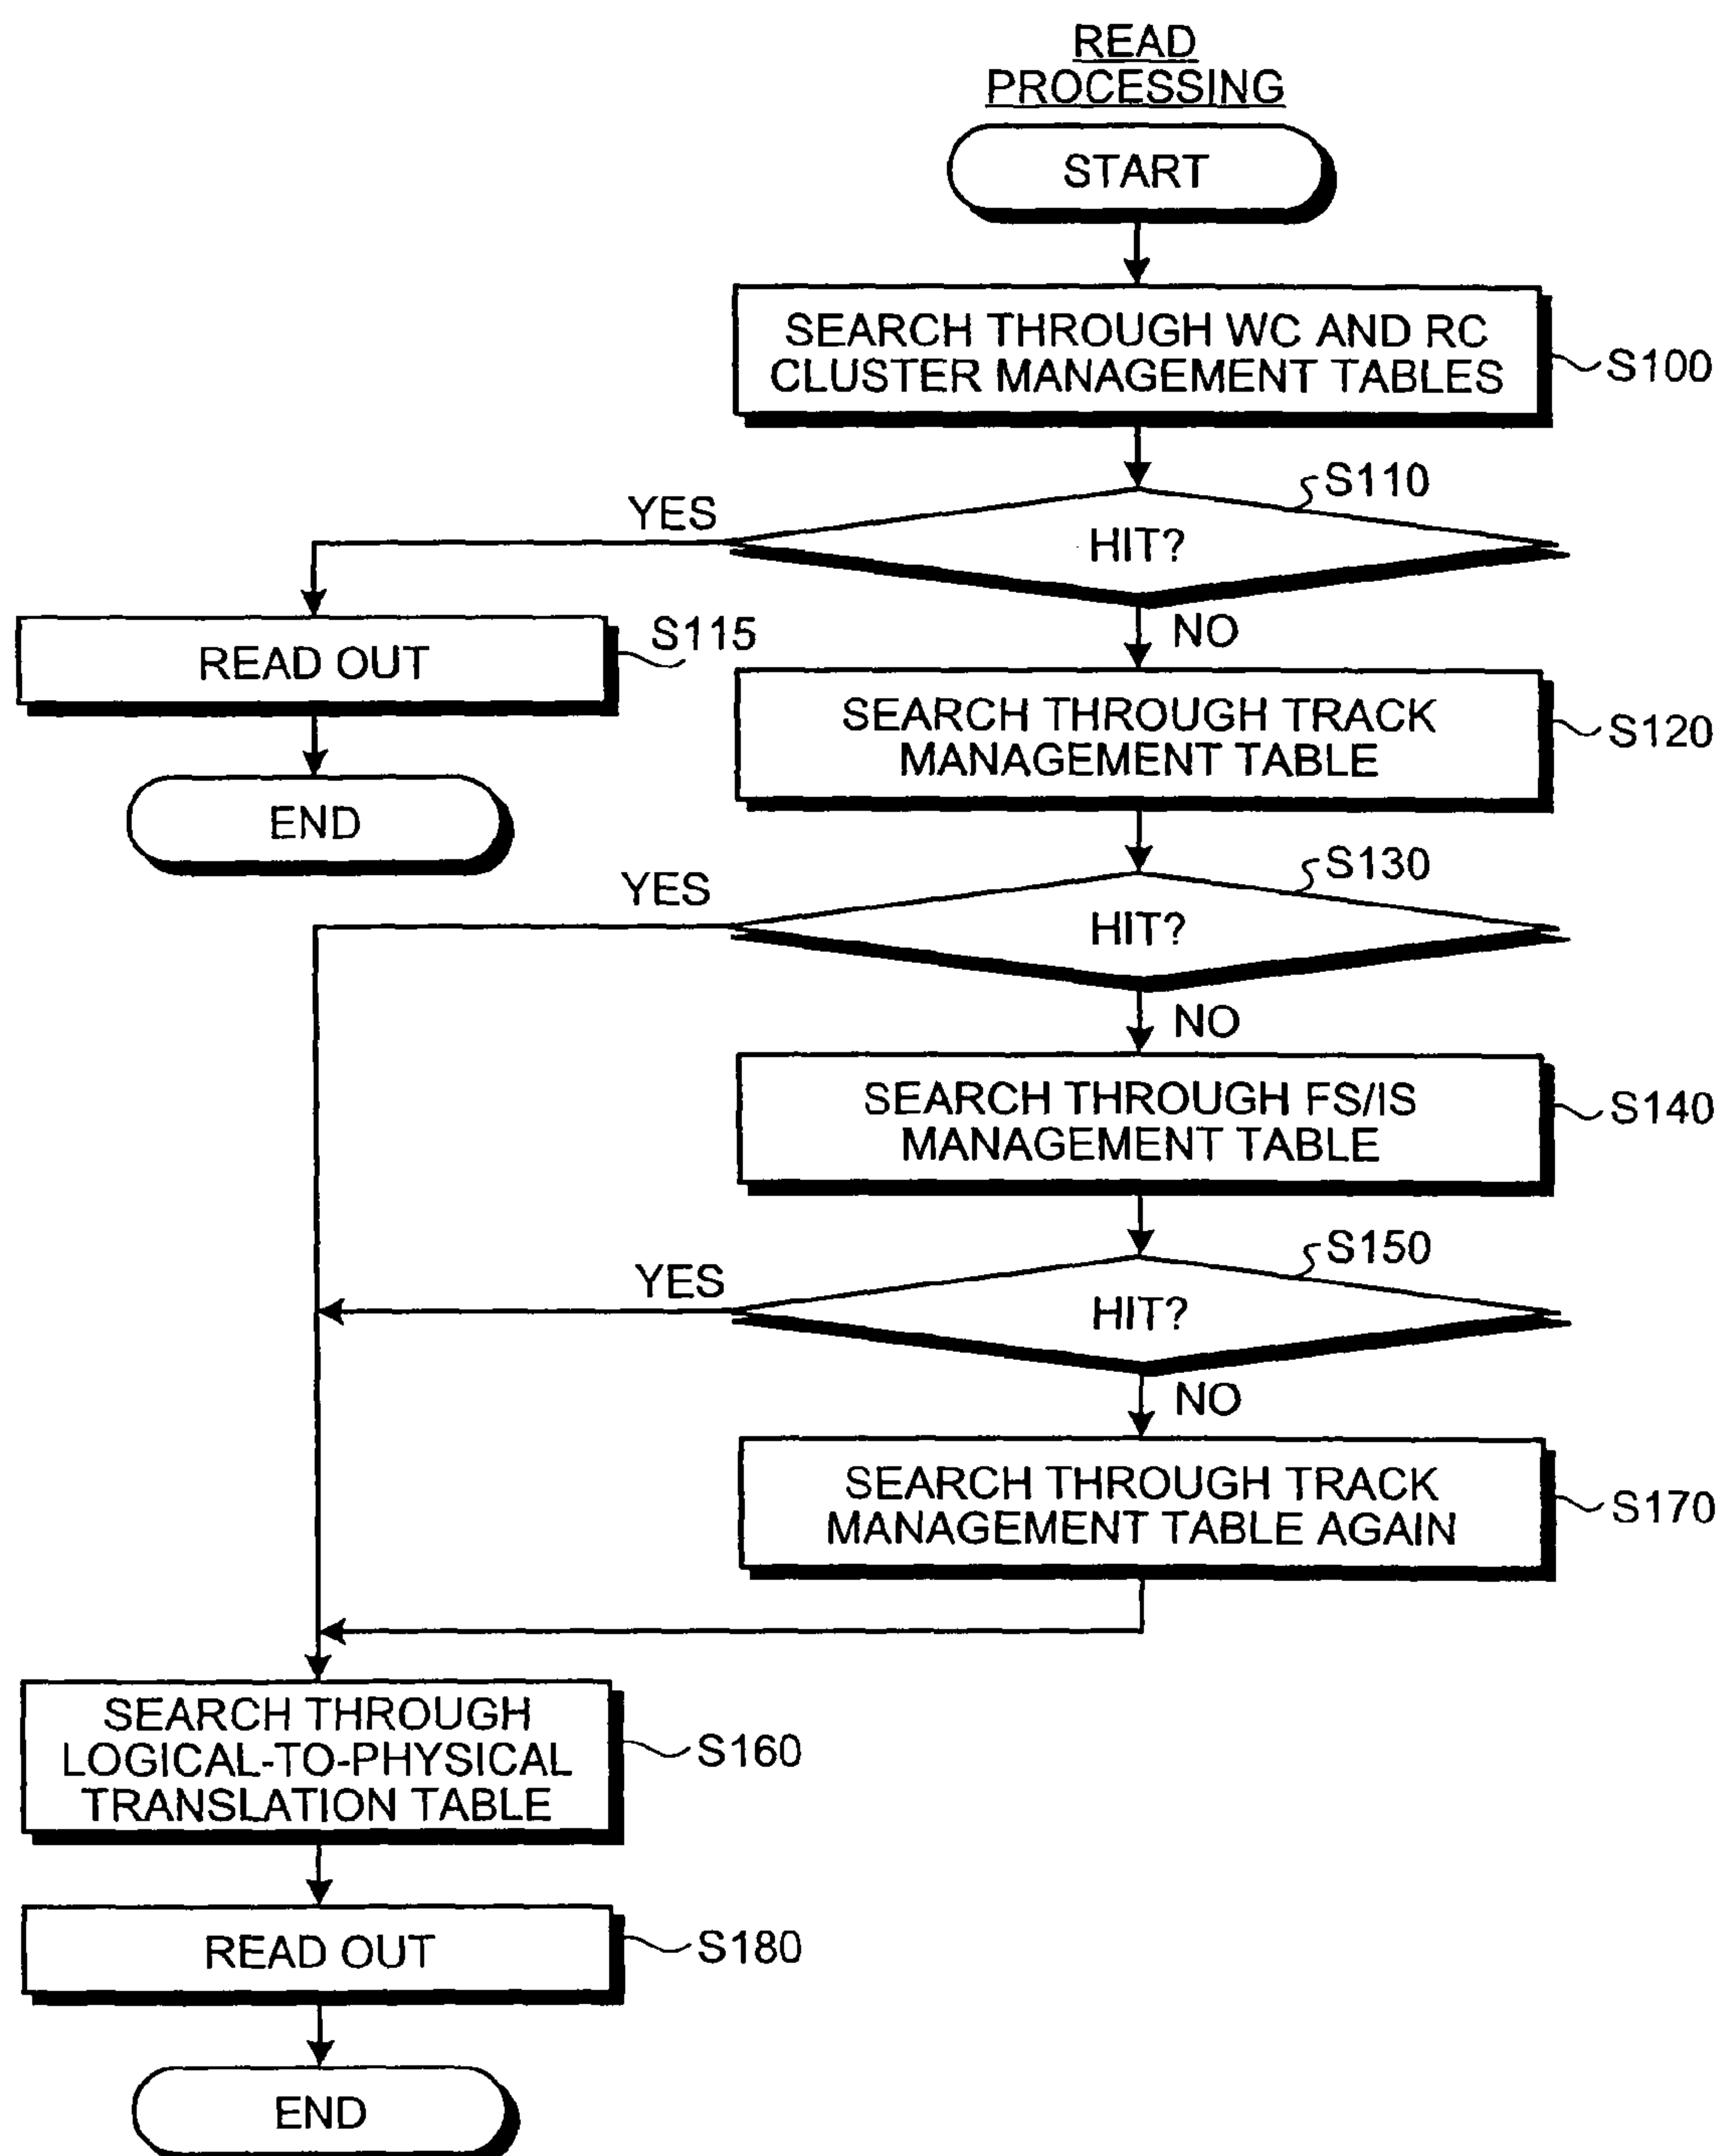 READ
PROCESSING
START
SEARCH THROUGH WC AND RC
CLUSTER MANAGEMENT TABLES
S100
S110
YES
HIT?
NO
READ OUT
S115
END
SEARCH THROUGH TRACK
MANAGEMENT TABLE
S120
S130
YES
HIT?
NO
SEARCH THROUGH FS/IS
MANAGEMENT TABLE
S140
S150
YES
HIT?
NO
SEARCH THROUGH TRACK
MANAGEMENT TABLE AGAIN
S170
SEARCH THROUGH
LOGICAL-TO-PHYSICAL
TRANSLATION TABLE
S160
READ OUT
S180
END